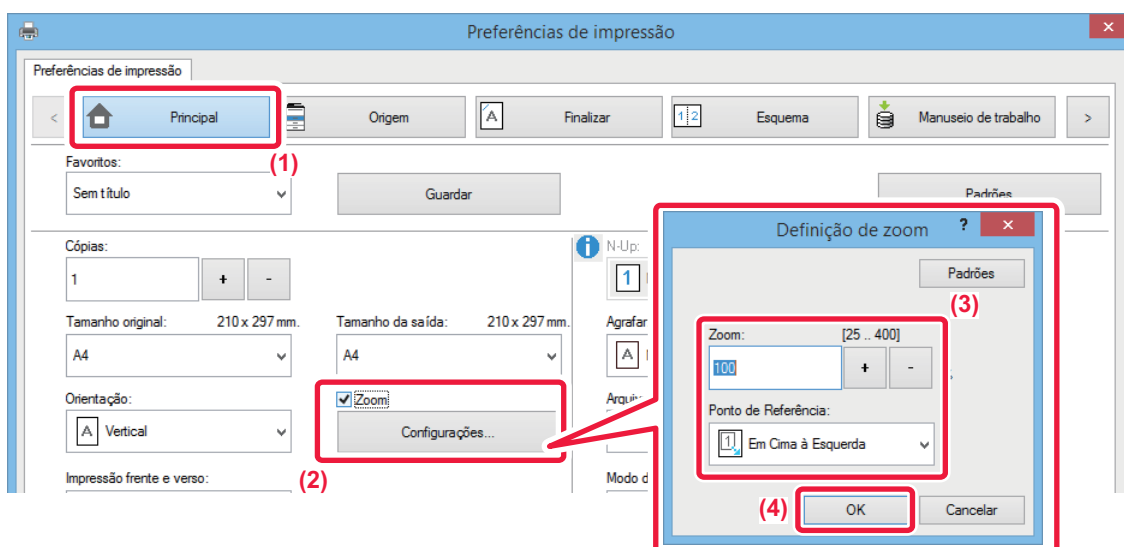 Preferências de impressão
Preferências de impressão
< Principal Origem Finalizar Esquema Manuseio de trabalho >
(1)
Favoritos:
Sem título Guardar Padrões
Cópias: N-Up:
1 + - 1
Tamanho original: 210 x 297 mm. Tamanho da saída: 210 x 297 mm. Agrafar
A4 A4
Orientação: Zoom
Vertical Configurações...
(2)
Impressão frente e verso: Modo d
Definição de zoom ? ×
Padrões
(3)
Zoom: [25 .. 400]
100 + -
Ponto de Referência:
Em Cima à Esquerda
(4) OK Cancelar